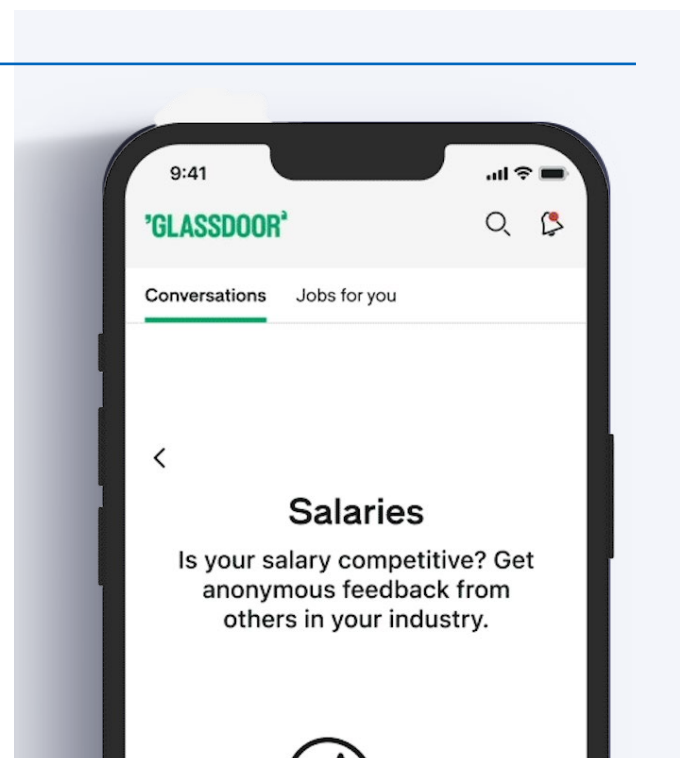 9:41
’GLASSDOOR’
Conversations Jobs for you
Salaries
Is your salary competitive? Get
anonymous feedback from
others in your industry.